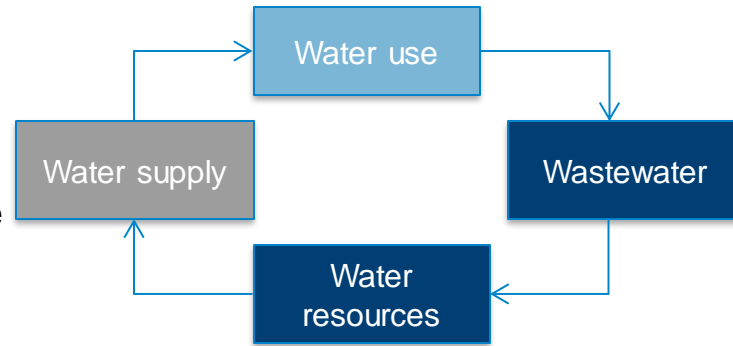 Water use
Water supply
Wastewater
e
Water
resources